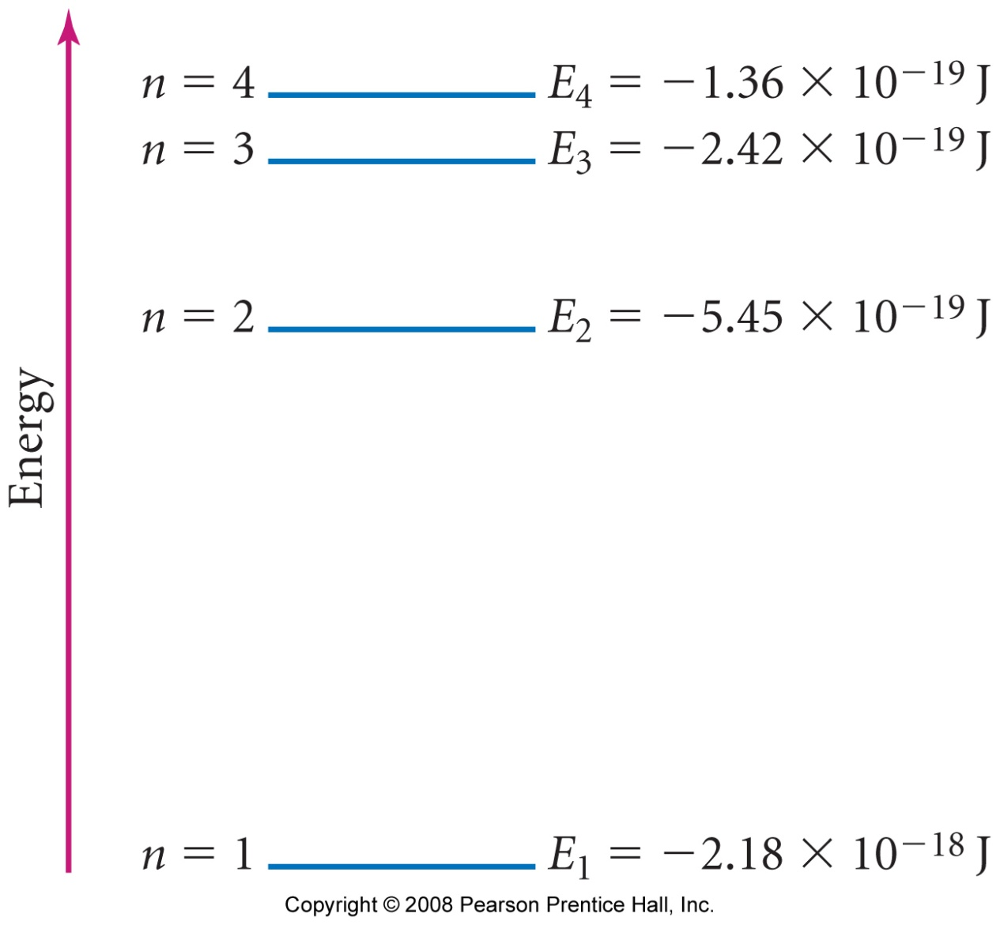 n = 4 E₄ = −1.36 × 10⁻¹⁹ J
n = 3 E₃ = −2.42 × 10⁻¹⁹ J
n = 2 E₂ = −5.45 × 10⁻¹⁹ J
Energy
n = 1 E₁ = −2.18 × 10⁻¹⁸ J
Copyright © 2008 Pearson Prentice Hall, Inc.